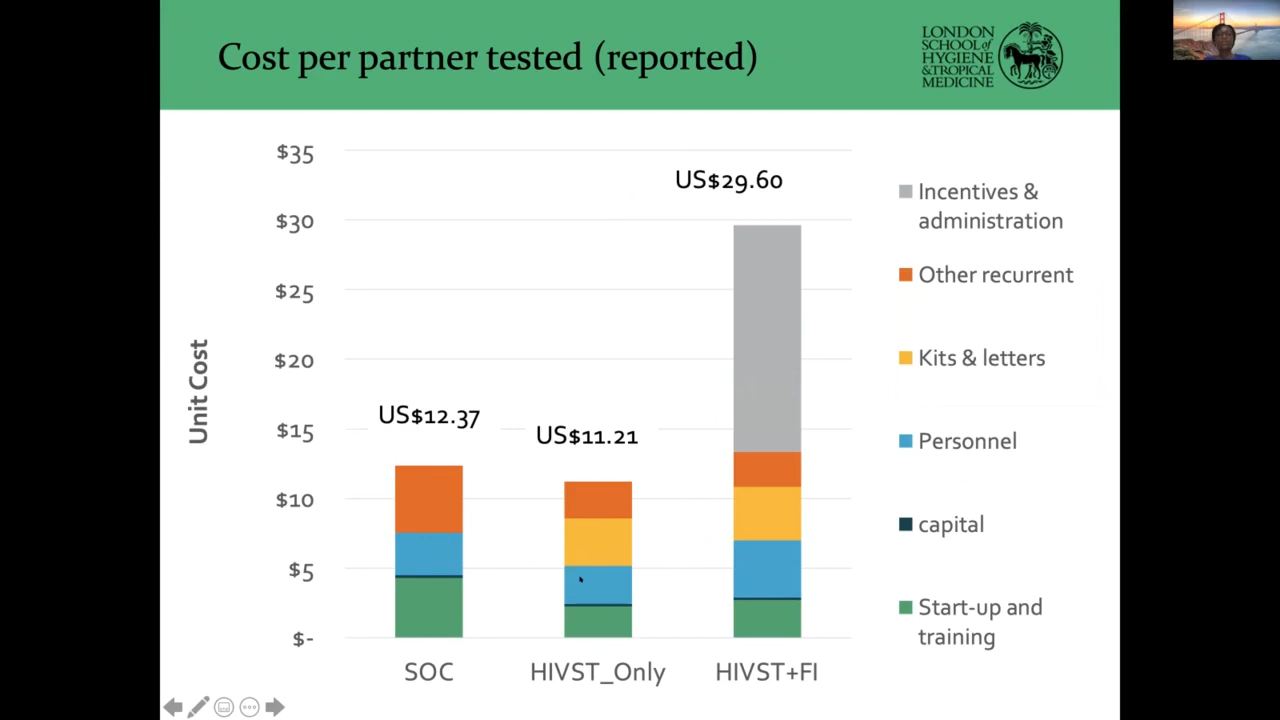 Cost per partner tested (reported)
LONDON
SCHOOL of
HYGIENE
& TROPICAL
MEDICINE
$35
$30
$25
$20
$15
$10
$5
$-
Unit Cost
US$12.37
US$11.21
US$29.60
SOC
HIVST_Only
HIVST+FI
Incentives &
administration
Other recurrent
Kits & letters
Personnel
capital
Start-up and
training